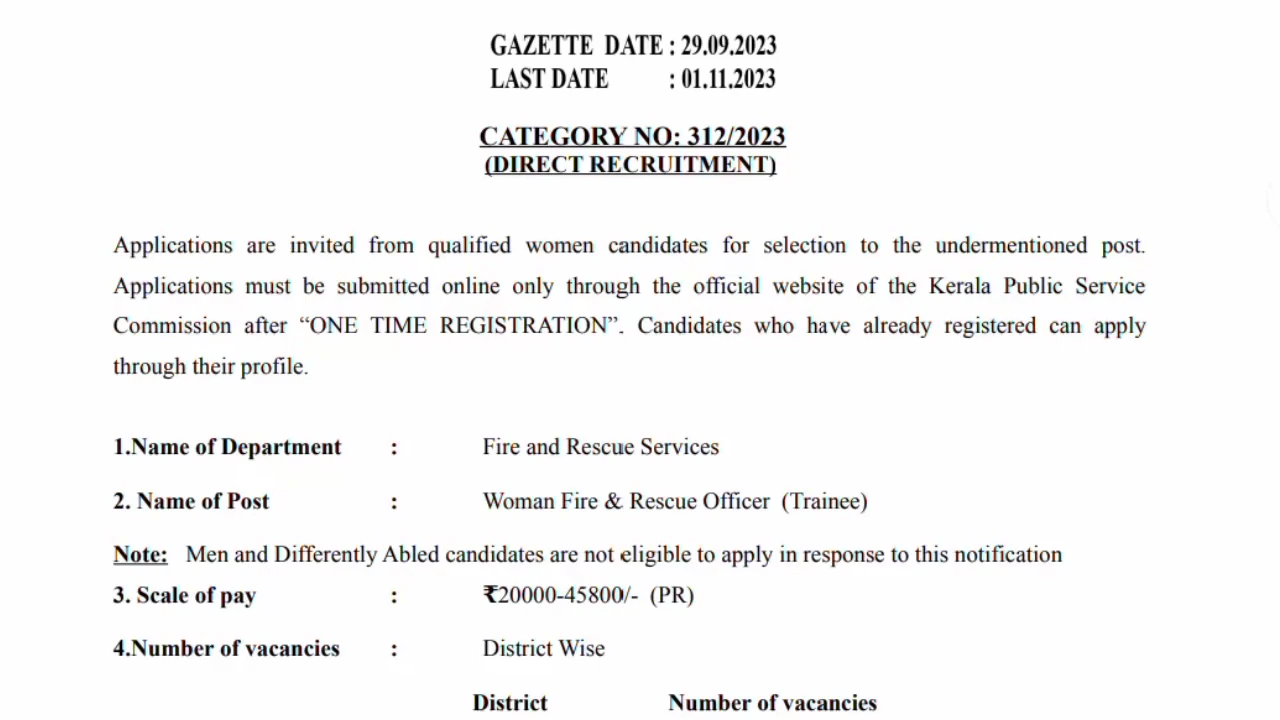 GAZETTE DATE : 29.09.2023
LAST DATE : 01.11.2023
CATEGORY NO: 312/2023
(DIRECT RECRUITMENT)
Applications are invited from qualified women candidates for selection to the undermentioned post.
Applications must be submitted online only through the official website of the Kerala Public Service
Commission after “ONE TIME REGISTRATION”. Candidates who have already registered can apply
through their profile.
1.Name of Department : Fire and Rescue Services
2. Name of Post : Woman Fire & Rescue Officer (Trainee)
Note: Men and Differently Abled candidates are not eligible to apply in response to this notification
3. Scale of pay : ₹20000-45800/- (PR)
4.Number of vacancies : District Wise
District Number of vacancies